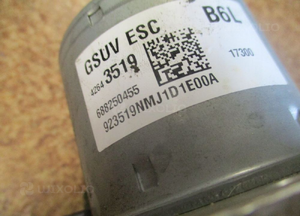 GSUV ESC B6L
4264 3519 17300
688250455
923519NMJ1D1E00A